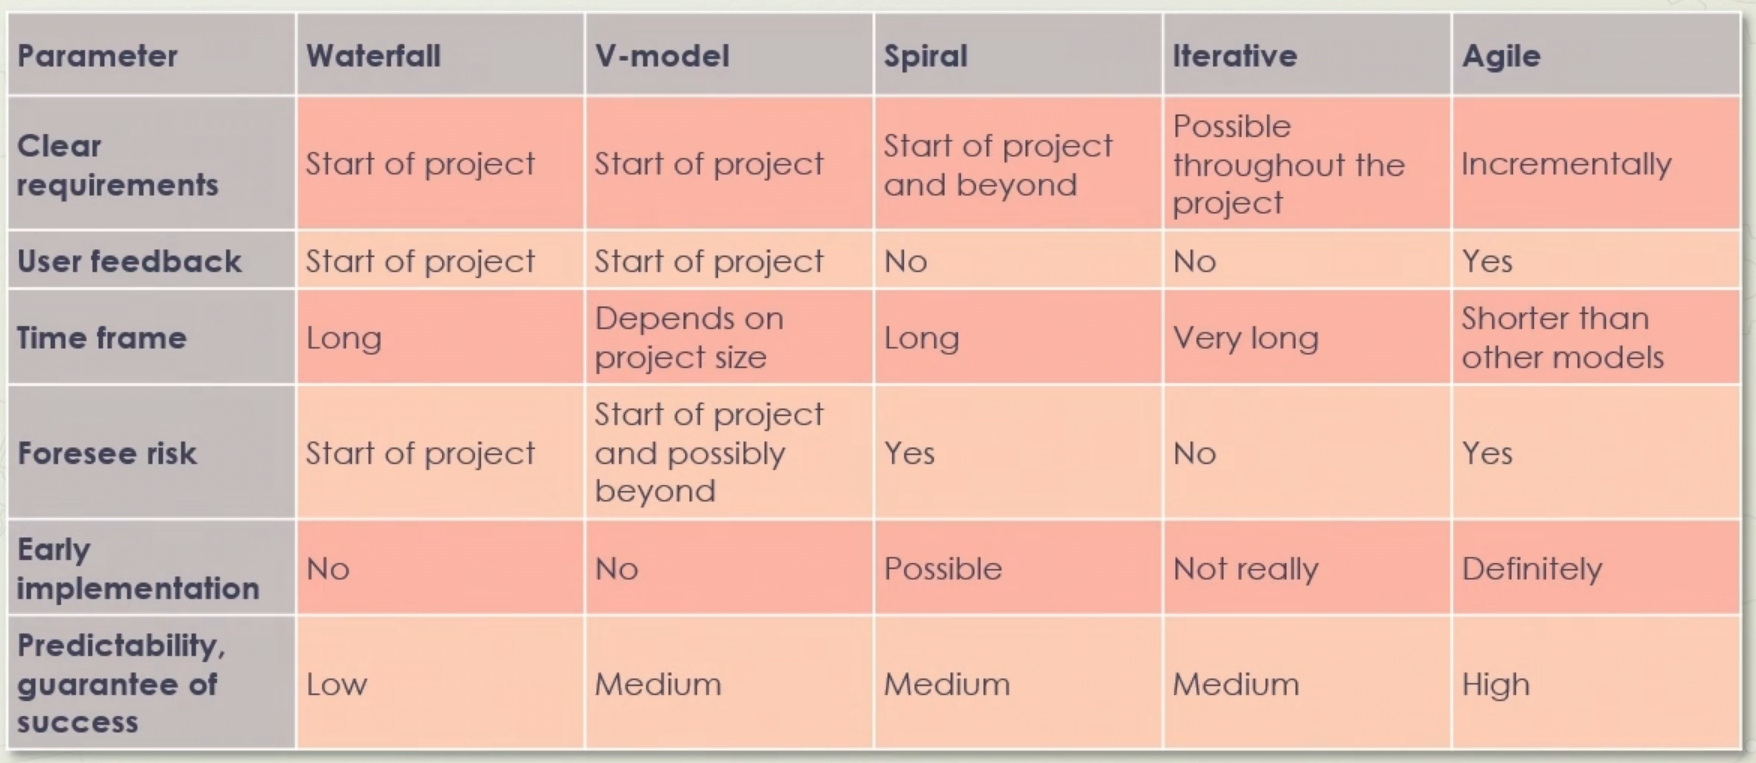 Parameter
Waterfall
V-model
Spiral
Iterative
Agile
Clear
requirements
Start of project
Start of project
Start of project
and beyond
Possible
throughout the
project
Incrementally
User feedback
Start of project
Start of project
No
No
Yes
Time frame
Long
Depends on
project size
Long
Very long
Shorter than
other models
Foresee risk
Start of project
Start of project
and possibly
beyond
Yes
No
Yes
Early
implementation
No
No
Possible
Not really
Definitely
Predictability,
guarantee of
success
Low
Medium
Medium
Medium
High